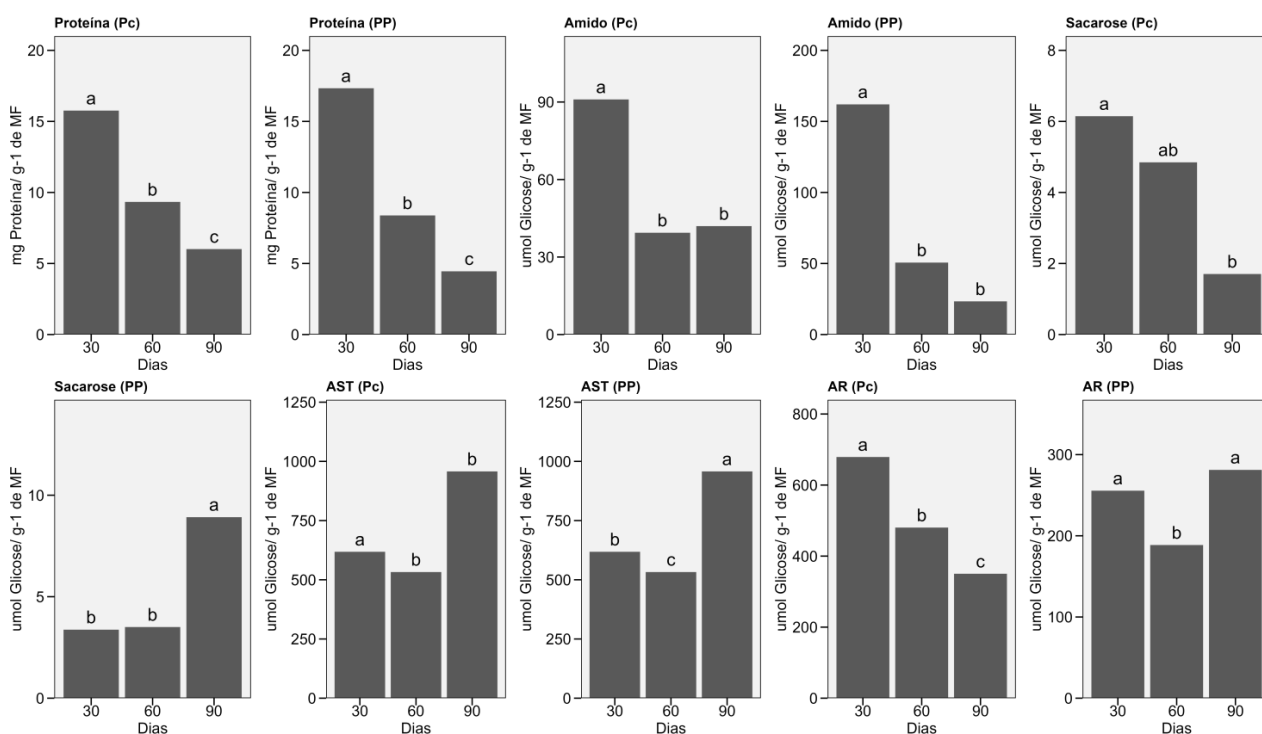 Proteína (Pc)
mg Proteína/ g-1 de MF
20
15
10
5
0
a
b
c
30 60 90
Dias
Proteína (PP)
mg Proteína/ g-1 de MF
20
15
10
5
0
a
b
c
30 60 90
Dias
Amido (Pc)
umol Glicose/ g-1 de MF
90
60
30
0
a
b
b
30 60 90
Dias
Amido (PP)
umol Glicose/ g-1 de MF
200
150
100
50
0
a
b
b
30 60 90
Dias
Sacarose (Pc)
umol Glicose/ g-1 de MF
8
6
4
2
0
a
ab
b
30 60 90
Dias
Sacarose (PP)
umol Glicose/ g-1 de MF
10
5
0
b
b
a
30 60 90
Dias
AST (Pc)
umol Glicose/ g-1 de MF
1250
1000
750
500
250
0
a
b
b
30 60 90
Dias
AST (PP)
umol Glicose/ g-1 de MF
1250
1000
750
500
250
0
b
c
a
30 60 90
Dias
AR (Pc)
umol Glicose/ g-1 de MF
800
600
400
200
0
a
b
c
30 60 90
Dias
AR (PP)
umol Glicose/ g-1 de MF
300
200
100
0
a
b
a
30 60 90
Dias